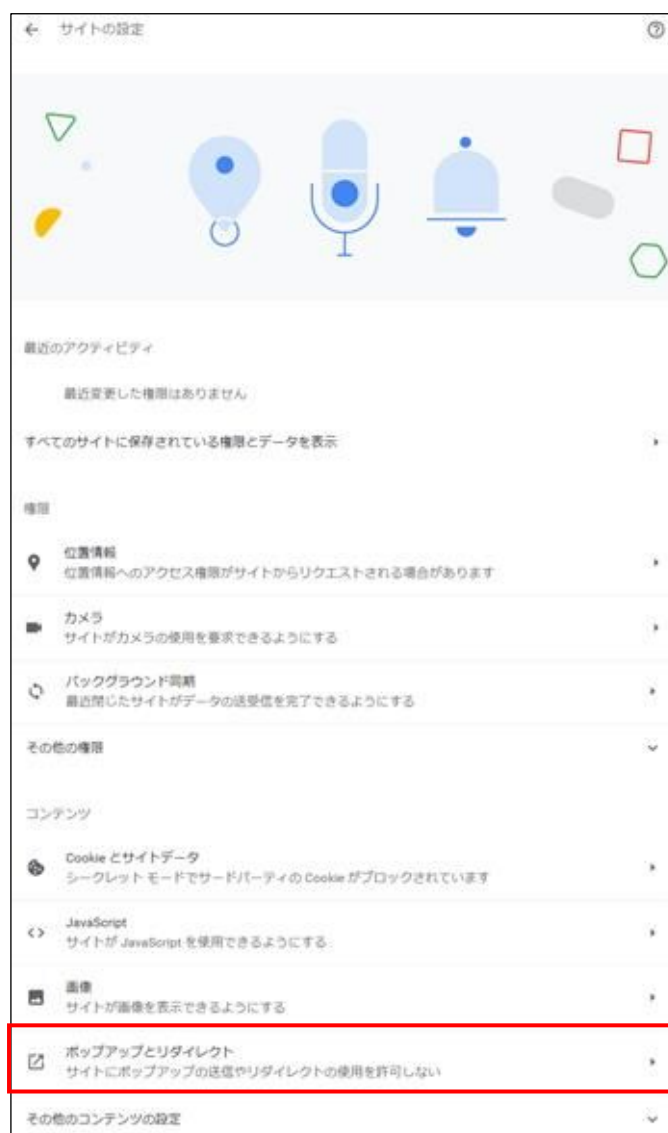 サイトの設定
最近のアクティビティ
最近変更した権限はありません
すべてのサイトに保存されている権限とデータを表示
権限
位置情報
位置情報へのアクセス権限がサイトからリクエストされる場合があります
カメラ
サイトがカメラの使用を要求できるようにする
バックグラウンド同期
最近閉じたサイトがデータの送受信を完了できるようにする
その他の権限
コンテンツ
Cookie とサイトデータ
シークレット モードでサードパーティの Cookie がブロックされています
JavaScript
サイトが JavaScript を使用できるようにする
画像
サイトが画像を表示できるようにする
ポップアップとリダイレクト
サイトにポップアップの送信やリダイレクトの使用を許可しない
その他のコンテンツの設定